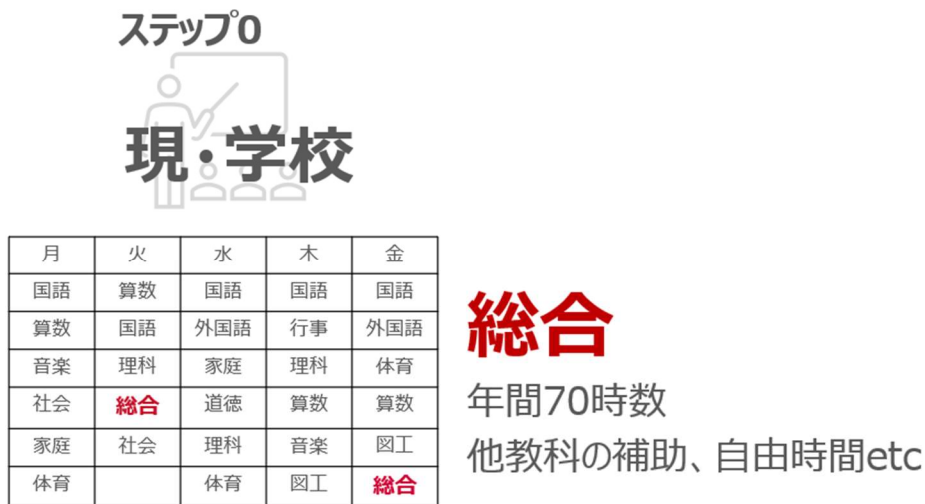 ステップ0
現・学校
月 火 水 木 金
国語 算数 国語 国語 国語
算数 国語 外国語 行事 外国語
音楽 理科 家庭 理科 体育
社会 総合 道徳 算数 算数
家庭 社会 理科 音楽 図工
体育 体育 図工 総合
総合
年間70時数
他教科の補助、自由時間etc